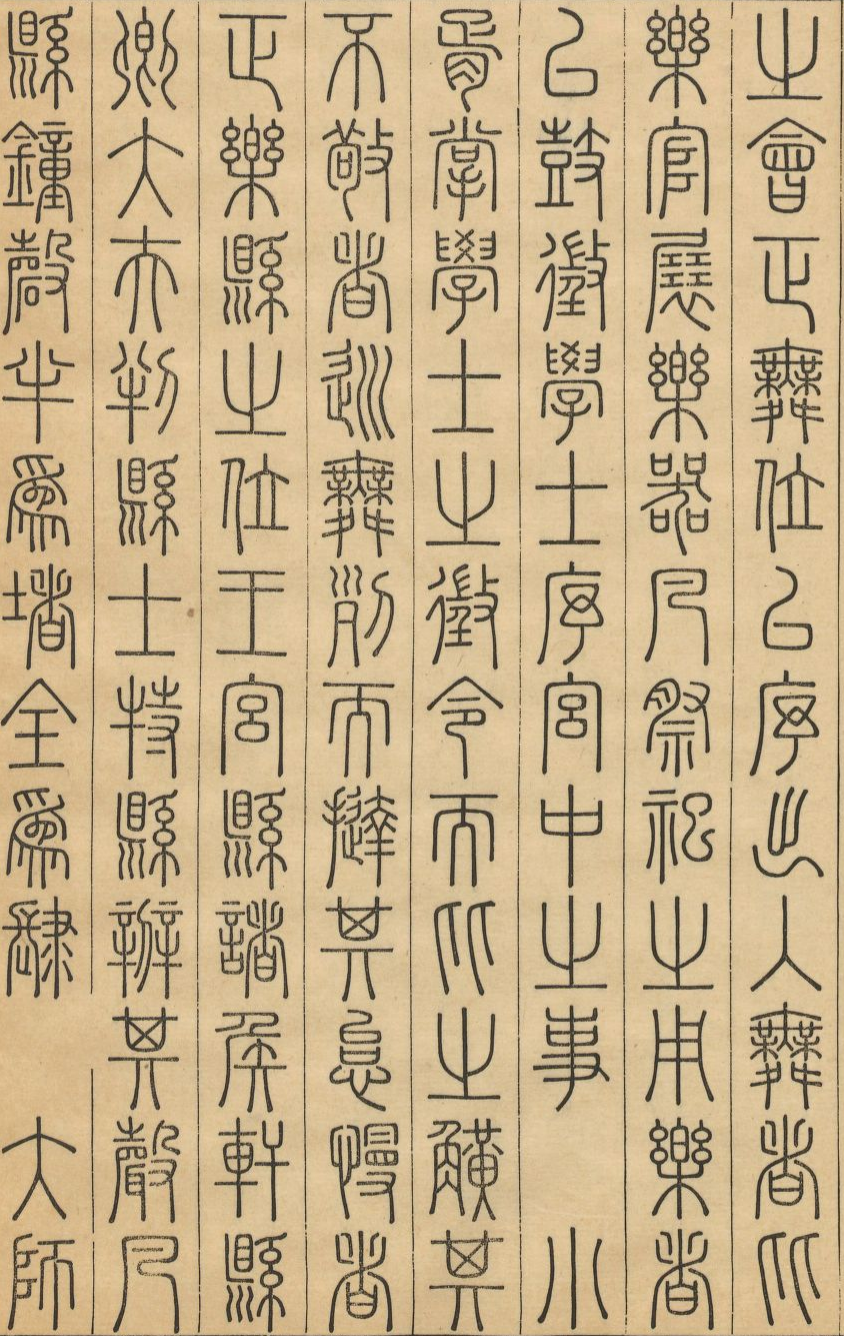 之會正舞位以序出入舞者比
樂官展樂器凡祭祀之用樂者
以鼓徵學士序宮中之事 小
胥掌學士之徵令而比之觵其
不敬者巡舞列而撻其怠慢者
正樂縣之位王宮縣諸侯軒縣
卿大夫判縣士特縣辨其聲凡
縣鐘磬半爲堵全爲肆 大師